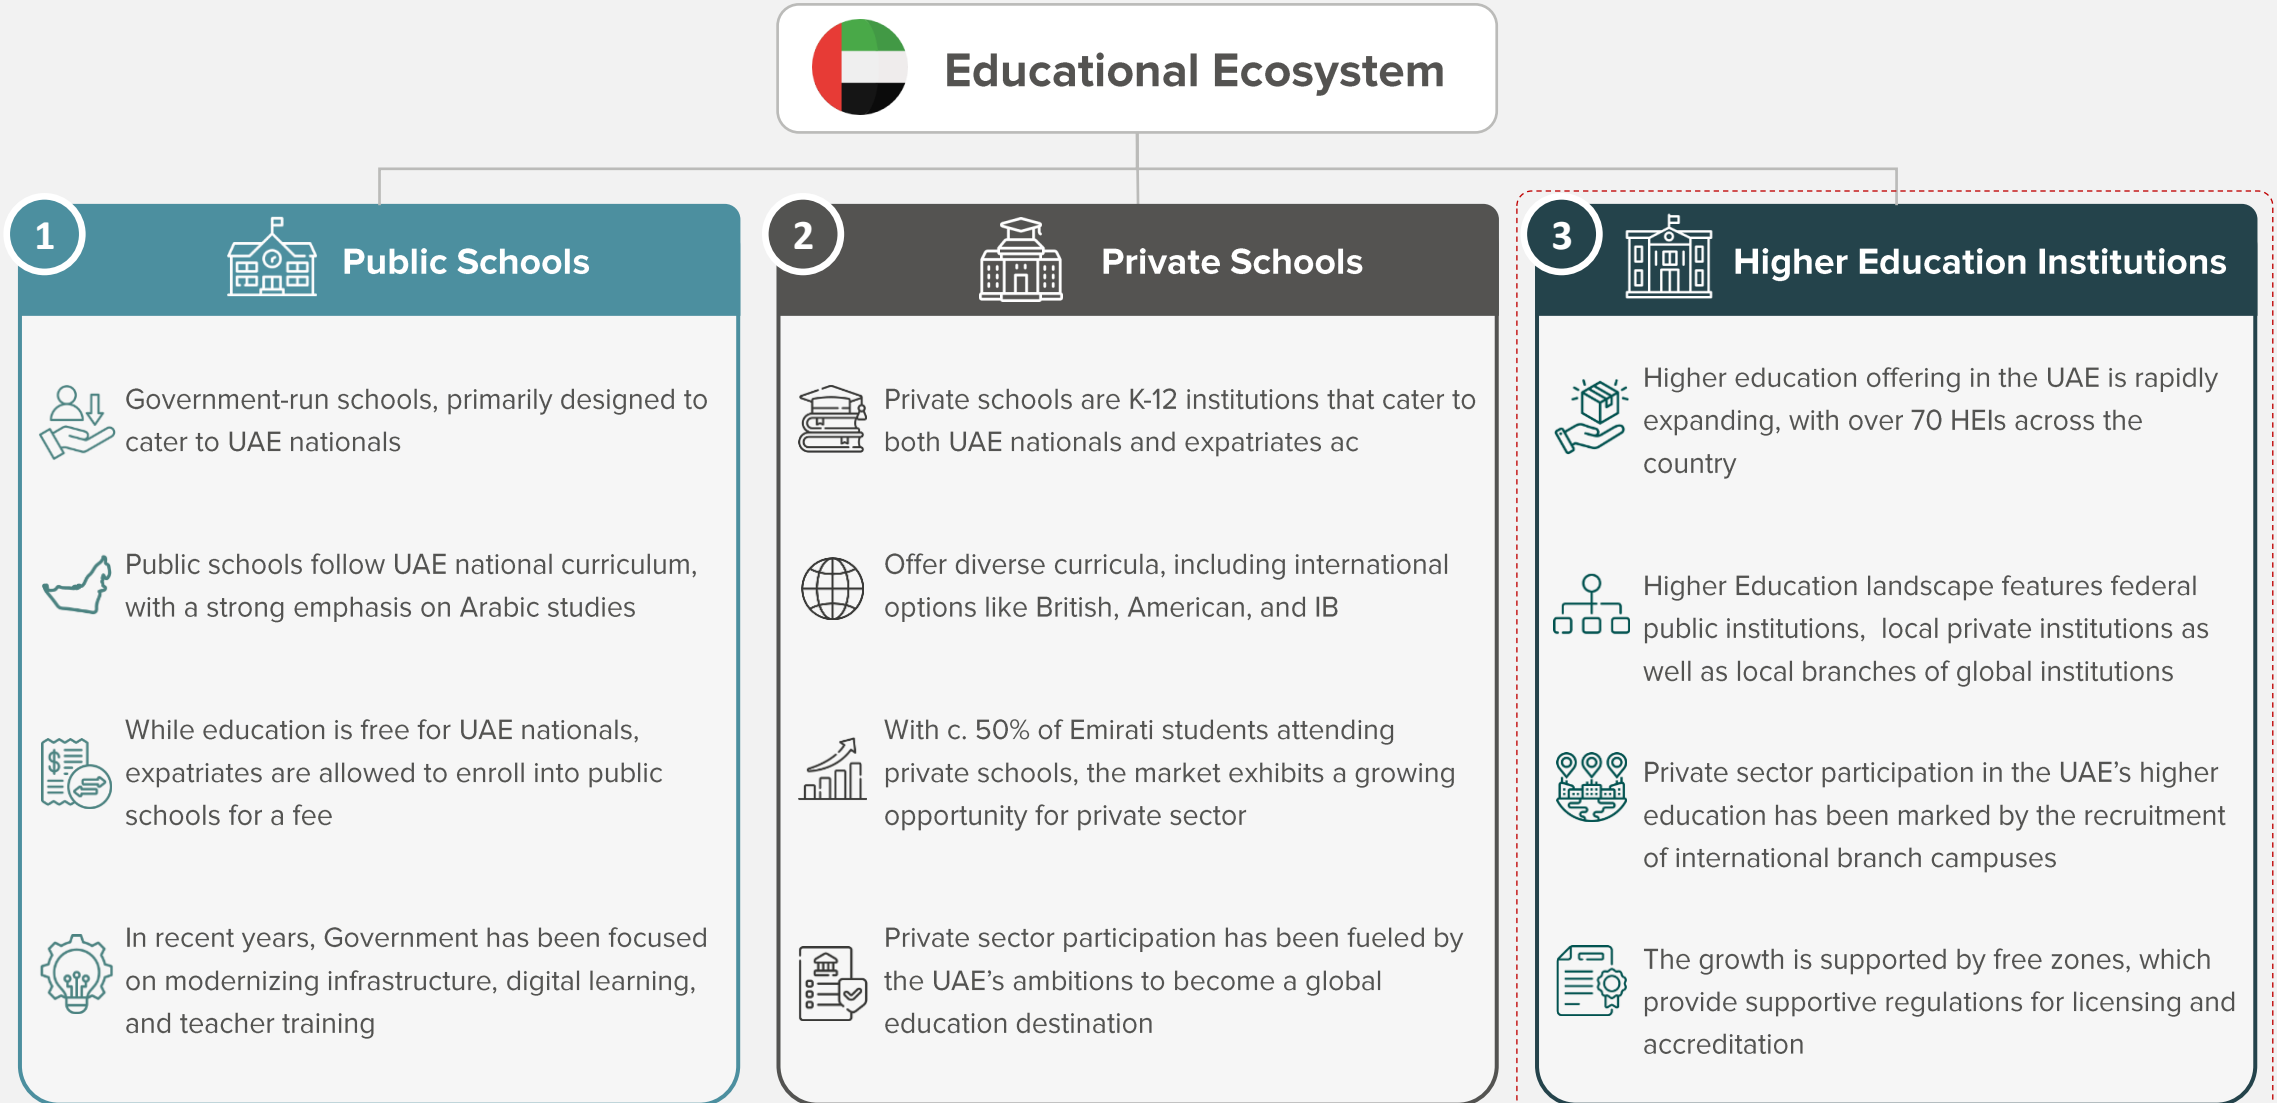 Educational Ecosystem
1
Public Schools
Government-run schools, primarily designed to
cater to UAE nationals
Public schools follow UAE national curriculum,
with a strong emphasis on Arabic studies
While education is free for UAE nationals,
expatriates are allowed to enroll into public
schools for a fee
In recent years, Government has been focused
on modernizing infrastructure, digital learning,
and teacher training
2
Private Schools
Private schools are K-12 institutions that cater to
both UAE nationals and expatriates ac
Offer diverse curricula, including international
options like British, American, and IB
With c. 50% of Emirati students attending
private schools, the market exhibits a growing
opportunity for private sector
Private sector participation has been fueled by
the UAE’s ambitions to become a global
education destination
3
Higher Education Institutions
Higher education offering in the UAE is rapidly
expanding, with over 70 HEIs across the
country
Higher Education landscape features federal
public institutions,  local private institutions as
well as local branches of global institutions
Private sector participation in the UAE’s higher
education has been marked by the recruitment
of international branch campuses
The growth is supported by free zones, which
provide supportive regulations for licensing and
accreditation